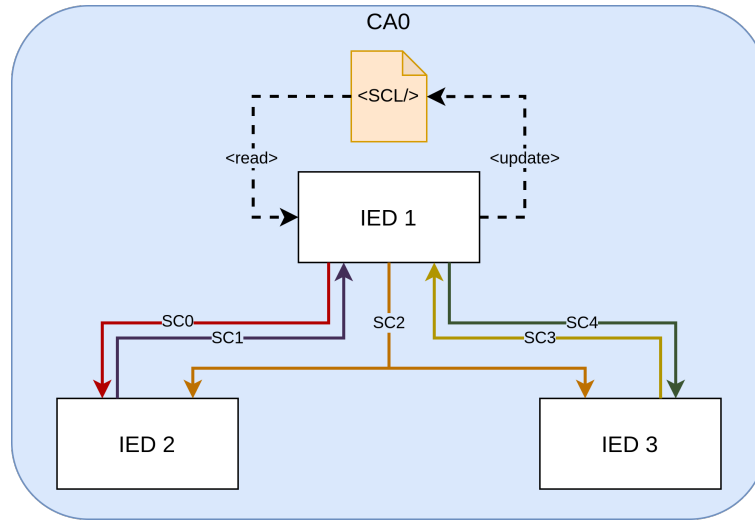 CA0
<SCL/>
<read>
<update>
IED 1
SC0
SC1
SC2
SC4
SC3
IED 2
IED 3